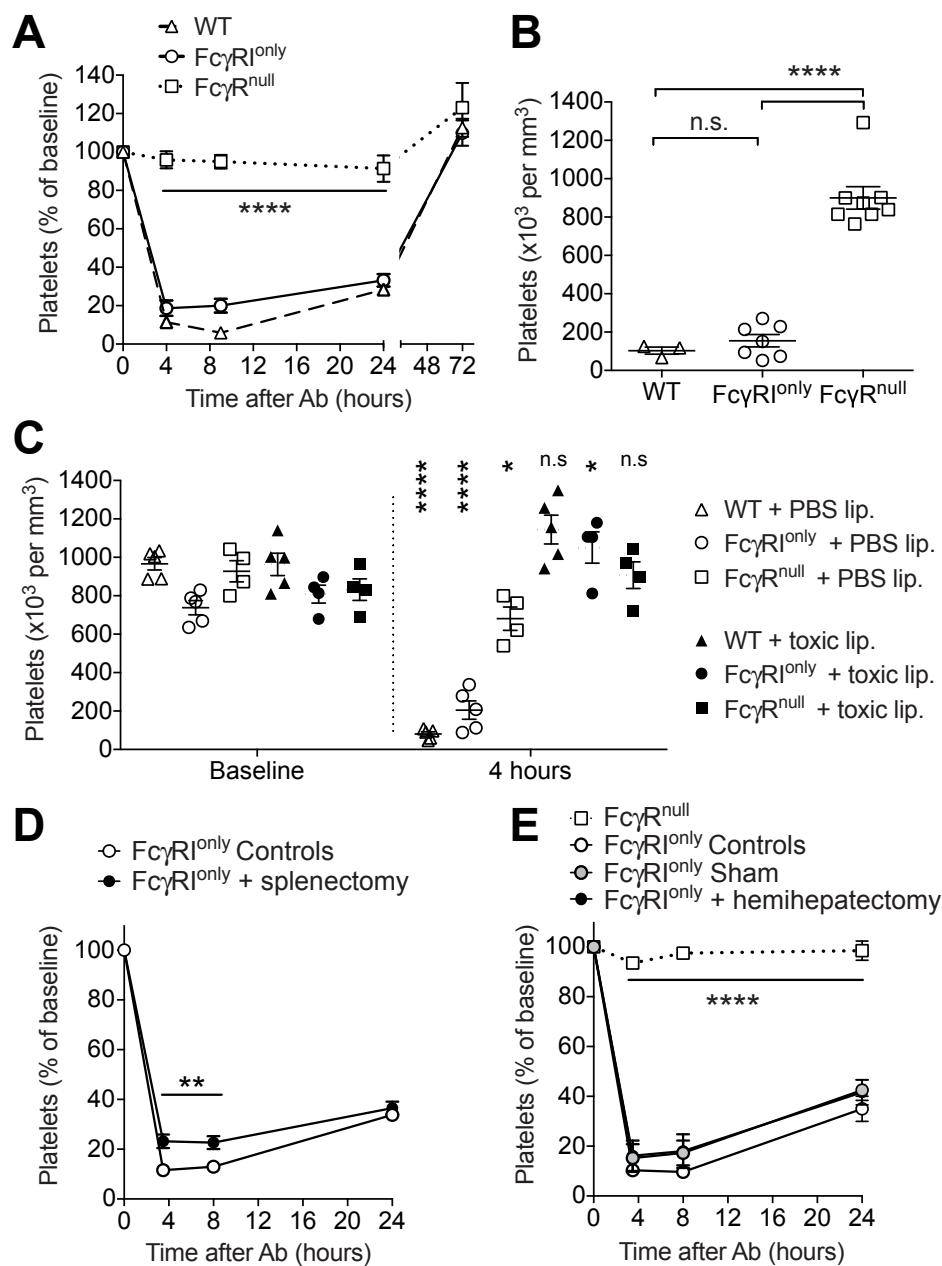 A
WT
FcγRI^only
FcγR^null
Platelets (% of baseline)
140
120
100
80
60
40
20
0
****
0 4 8 12 16 20 24 48 72
Time after Ab (hours)
B
****
n.s.
Platelets (x10³ per mm³)
1400
1200
1000
800
600
400
200
0
WT FcγRI^only FcγR^null
C
Platelets (x10³ per mm³)
1400
1200
1000
800
600
400
200
0
**** **** * n.s * n.s
Baseline 4 hours
WT + PBS lip.
FcγRI^only + PBS lip.
FcγR^null + PBS lip.
WT + toxic lip.
FcγRI^only + toxic lip.
FcγR^null + toxic lip.
D
FcγRI^only Controls
FcγRI^only + splenectomy
Platelets (% of baseline)
100
80
60
40
20
0
**
0 4 8 12 16 20 24
Time after Ab (hours)
E
FcγR^null
FcγRI^only Controls
FcγRI^only Sham
FcγRI^only + hemihepatectomy
Platelets (% of baseline)
100
80
60
40
20
0
****
0 4 8 12 16 20 24
Time after Ab (hours)